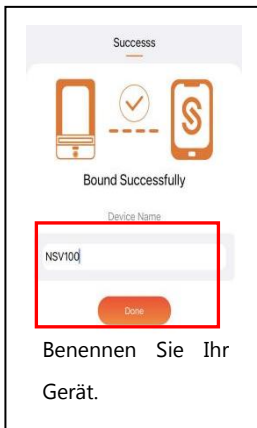 Successs
Bound Successfully
Device Name
NSV100
Done
Benennen Sie Ihr
Gerät.